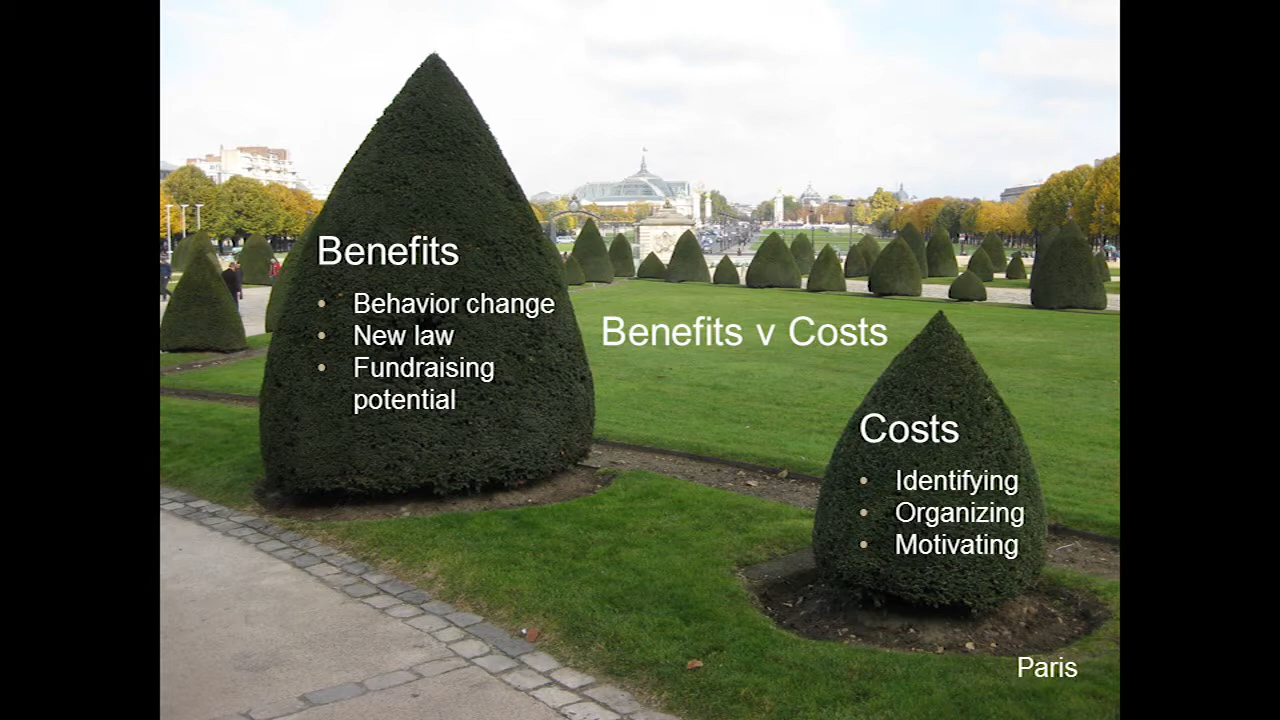 Benefits
• Behavior change
• New law
• Fundraising
potential
Benefits v Costs
Costs
• Identifying
• Organizing
• Motivating
Paris